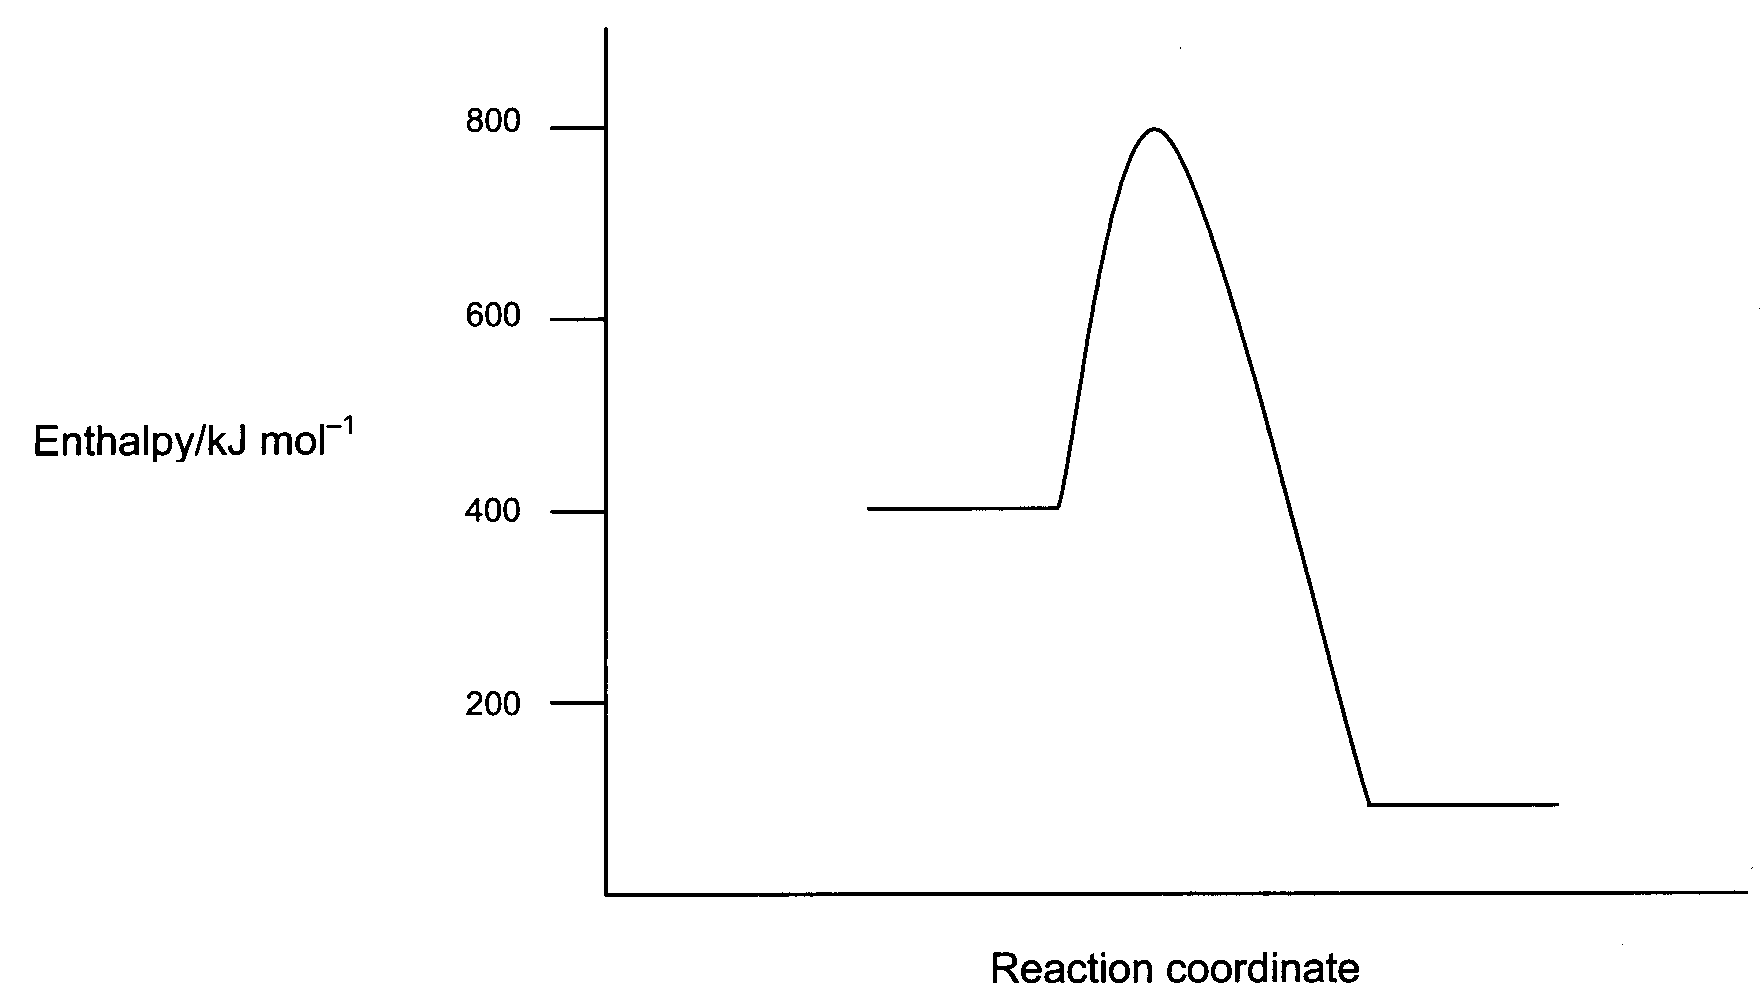 800
600
Enthalpy/kJ mol⁻¹
400
200
Reaction coordinate